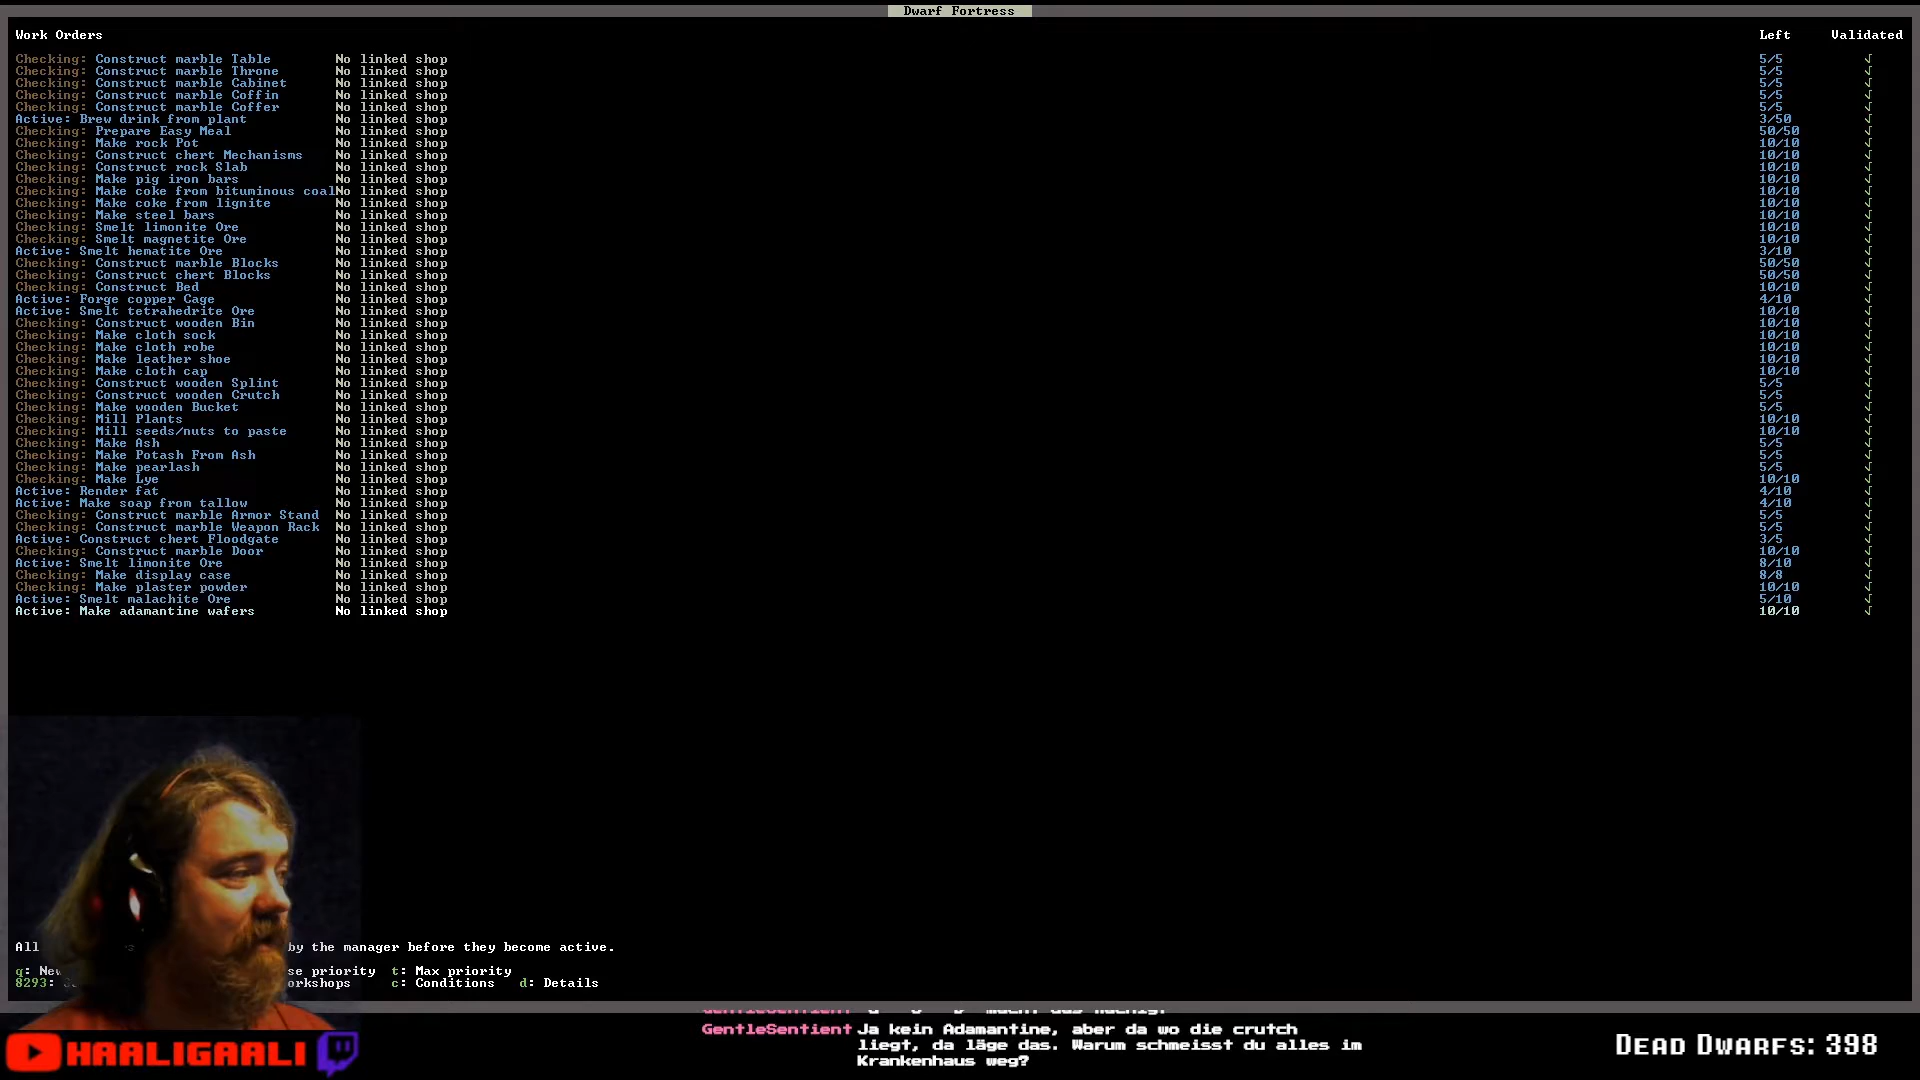 Dwarf Fortress
Work Orders Left Validated
Checking: Construct marble Table No linked shop 5/5 √
Checking: Construct marble Throne No linked shop 5/5 √
Checking: Construct marble Cabinet No linked shop 5/5 √
Checking: Construct marble Coffin No linked shop 5/5 √
Checking: Construct marble Coffer No linked shop 5/5 √
Active: Brew drink from plant No linked shop 3/50 √
Checking: Prepare Easy Meal No linked shop 50/50 √
Checking: Make rock Pot No linked shop 10/10 √
Checking: Construct chert Mechanisms No linked shop 10/10 √
Checking: Construct rock Slab No linked shop 10/10 √
Checking: Make pig iron bars No linked shop 10/10 √
Checking: Make coke from bituminous coalNo linked shop 10/10 √
Checking: Make coke from lignite No linked shop 10/10 √
Checking: Make steel bars No linked shop 10/10 √
Checking: Smelt limonite Ore No linked shop 10/10 √
Checking: Smelt magnetite Ore No linked shop 10/10 √
Active: Smelt hematite Ore No linked shop 3/10 √
Checking: Construct marble Blocks No linked shop 50/50 √
Checking: Construct chert Blocks No linked shop 50/50 √
Checking: Construct Bed No linked shop 10/10 √
Active: Forge copper Cage No linked shop 4/10 √
Active: Smelt tetrahedrite Ore No linked shop 10/10 √
Checking: Construct wooden Bin No linked shop 10/10 √
Checking: Make cloth sock No linked shop 10/10 √
Checking: Make cloth robe No linked shop 10/10 √
Checking: Make leather shoe No linked shop 10/10 √
Checking: Make cloth cap No linked shop 10/10 √
Checking: Construct wooden Splint No linked shop 5/5 √
Checking: Construct wooden Crutch No linked shop 5/5 √
Checking: Make wooden Bucket No linked shop 5/5 √
Checking: Mill Plants No linked shop 10/10 √
Checking: Mill seeds/nuts to paste No linked shop 10/10 √
Checking: Make Ash No linked shop 5/5 √
Checking: Make Potash From Ash No linked shop 5/5 √
Checking: Make pearlash No linked shop 5/5 √
Checking: Make Lye No linked shop 10/10 √
Active: Render fat No linked shop 4/10 √
Active: Make soap from tallow No linked shop 4/10 √
Checking: Construct marble Armor Stand No linked shop 5/5 √
Checking: Construct marble Weapon Rack No linked shop 5/5 √
Active: Construct chert Floodgate No linked shop 3/5 √
Checking: Construct marble Door No linked shop 10/10 √
Active: Smelt limonite Ore No linked shop 8/10 √
Checking: Make display case No linked shop 8/8 √
Checking: Make plaster powder No linked shop 10/10 √
Active: Smelt malachite Ore No linked shop 5/10 √
Active: Make adamantine wafers No linked shop 10/10 √
All by the manager before they become active.
q: New se priority t: Max priority
8293: orkshops c: Conditions d: Details
GentleSentient Ja kein Adamantine, aber da wo die crutch
liegt, da läge das. Warum schmeisst du alles im
Krankenhaus weg?
HAALIGAALI
Dead Dwarfs: 398